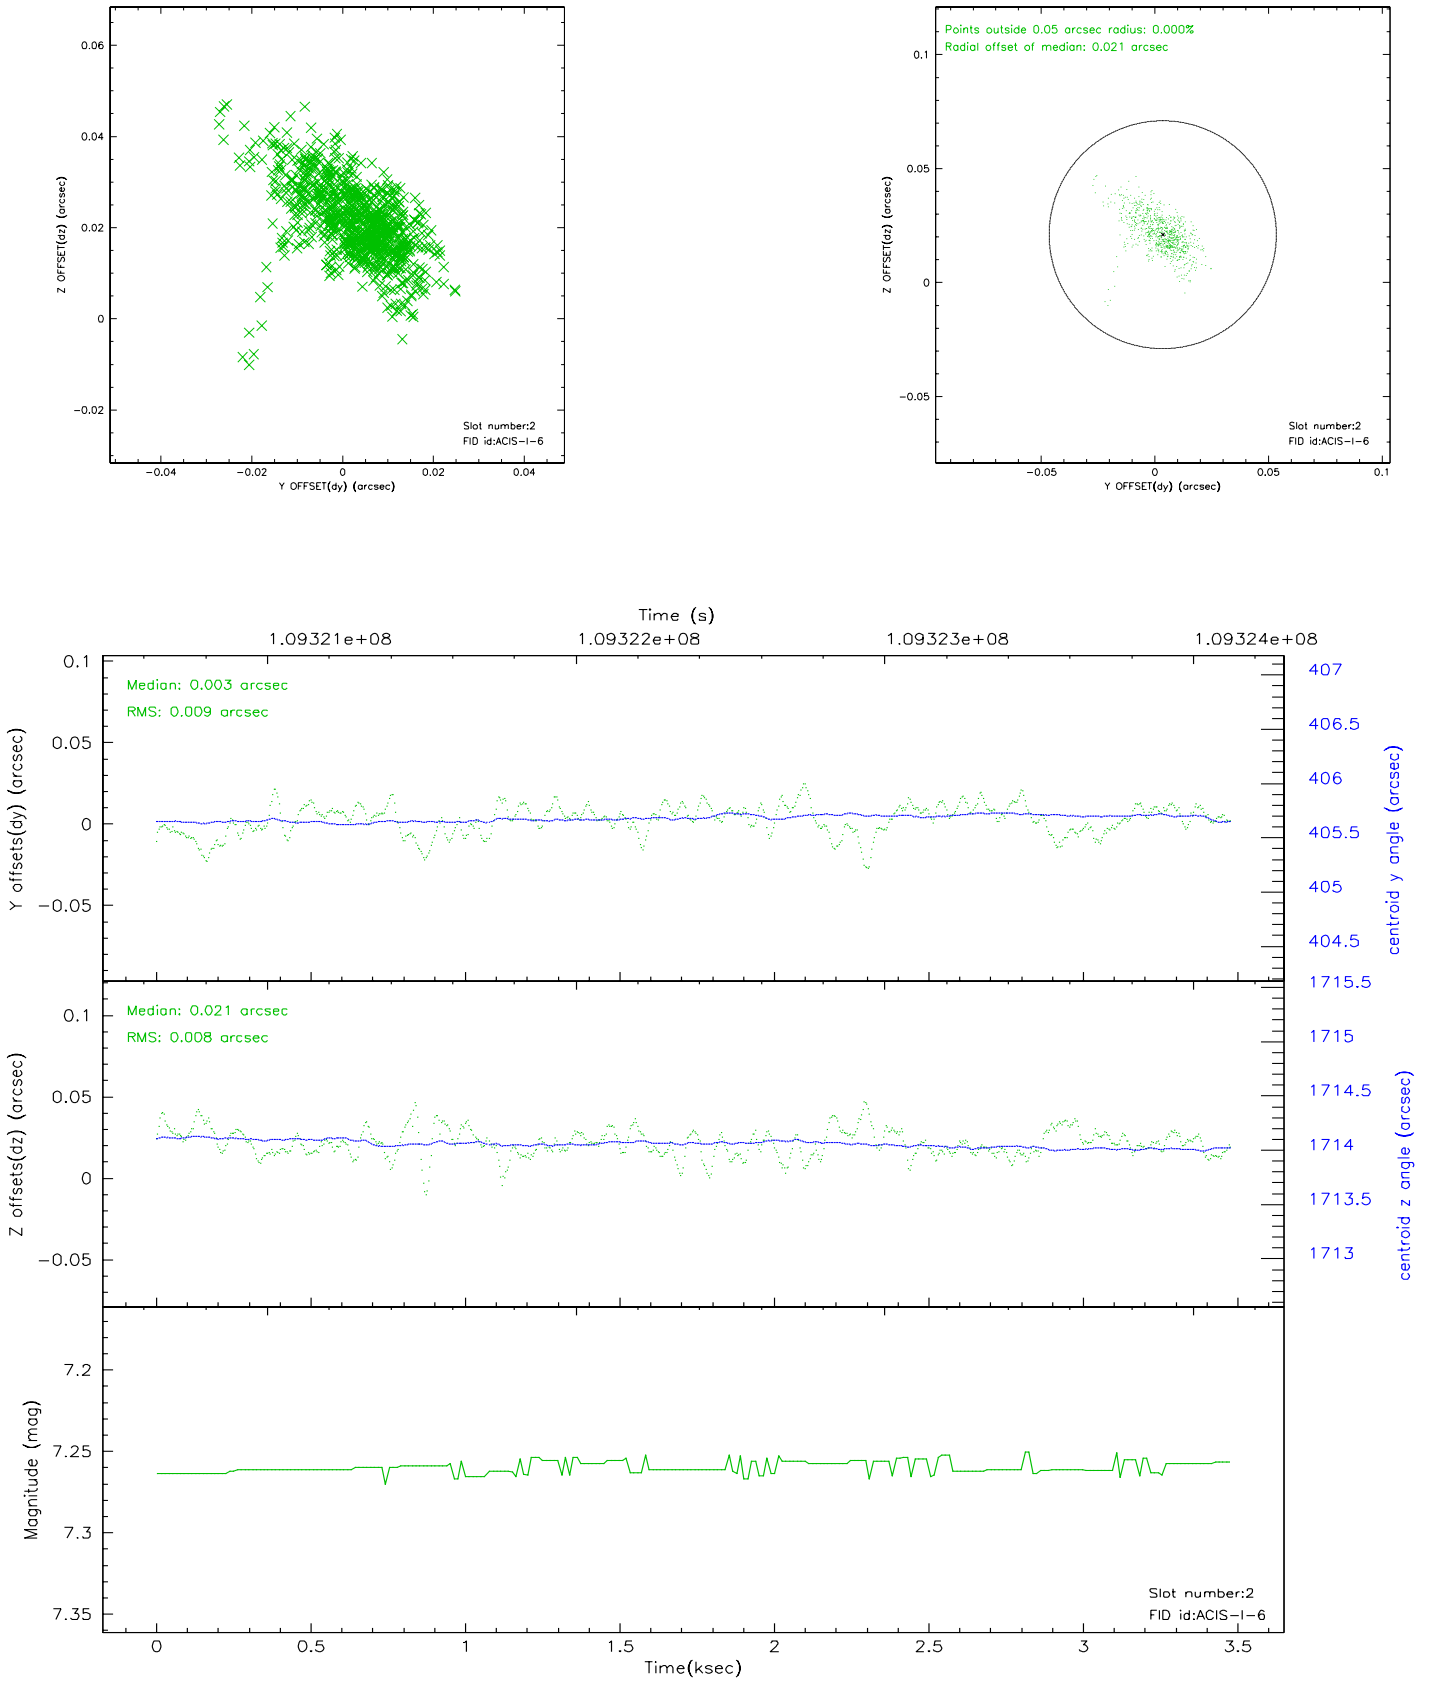 0.06
0.04
0.02
0
−0.02
Z OFFSET(dz) (arcsec)
Slot number:2
FID id:ACIS−I−6
−0.04 −0.02 0 0.02 0.04
Y OFFSET(dy) (arcsec)
Points outside 0.05 arcsec radius: 0.000%
Radial offset of median: 0.021 arcsec
0.1
0.05
0
−0.05
Z OFFSET(dz) (arcsec)
Slot number:2
FID id:ACIS−I−6
−0.05 0 0.05 0.1
Y OFFSET(dy) (arcsec)
Time (s)
1.09321e+08 1.09322e+08 1.09323e+08 1.09324e+08
Median: 0.003 arcsec
RMS: 0.009 arcsec
0.1
0.05
0
−0.05
Y offsets(dy) (arcsec)
407
406.5
406
405.5
405
404.5
centroid y angle (arcsec)
Median: 0.021 arcsec
RMS: 0.008 arcsec
0.1
0.05
0
−0.05
Z offsets(dz) (arcsec)
1715.5
1715
1714.5
1714
1713.5
1713
centroid z angle (arcsec)
7.2
7.25
7.3
7.35
Magnitude (mag)
Slot number:2
FID id:ACIS−I−6
0 0.5 1 1.5 2 2.5 3 3.5
Time(ksec)